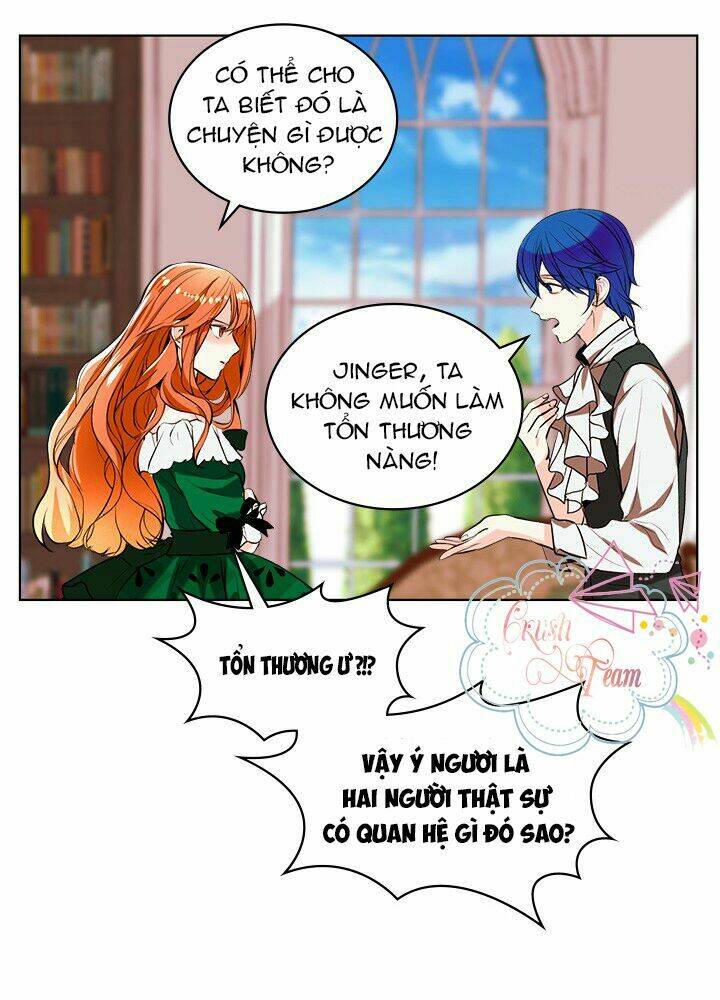 CÓ THỂ CHO
TA BIẾT ĐÓ LÀ
CHUYỆN GÌ ĐƯỢC
KHÔNG?
JINGER, TA
KHÔNG MUỐN LÀM
TỔN THƯƠNG
NÀNG!
TỔN THƯƠNG Ư?!?
VẬY Ý NGƯƠI LÀ
HAI NGƯỜI THẬT SỰ
CÓ QUAN HỆ GÌ ĐÓ SAO?
Crush
Team